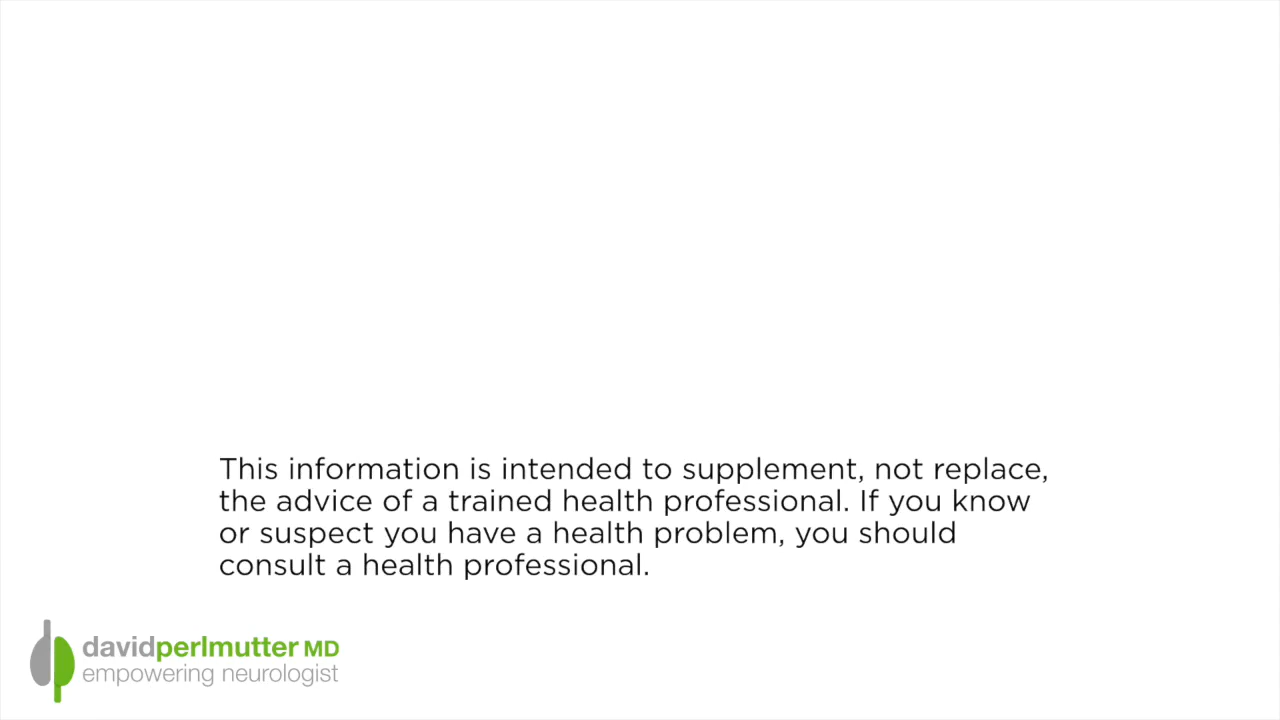 This information is intended to supplement, not replace,
the advice of a trained health professional. If you know
or suspect you have a health problem, you should
consult a health professional.
davidperlmutter MD
empowering neurologist